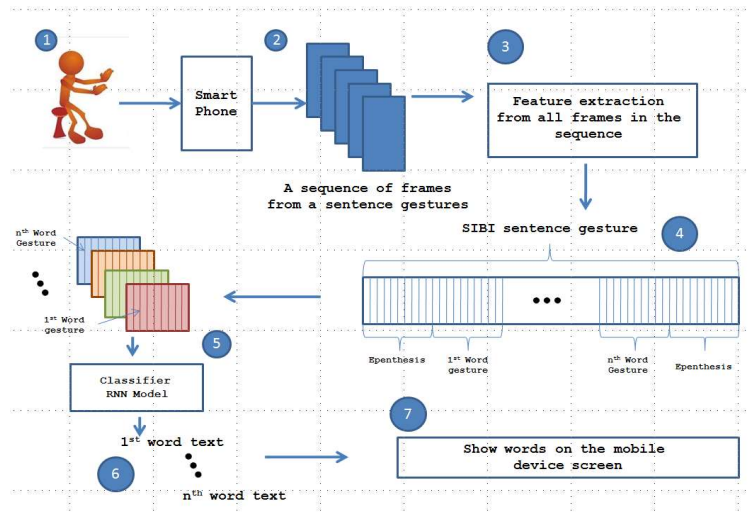 1
2
3
Smart
Phone
Feature extraction
from all frames in the
sequence
A sequence of frames
from a sentence gestures
SIBI sentence gesture
4
nth Word
Gesture
1st Word
gesture
Epenthesis
1st Word
gesture
nth Word
Gesture
Epenthesis
5
Classifier
RNN Model
7
1st word text
6
nth word text
Show words on the mobile
device screen